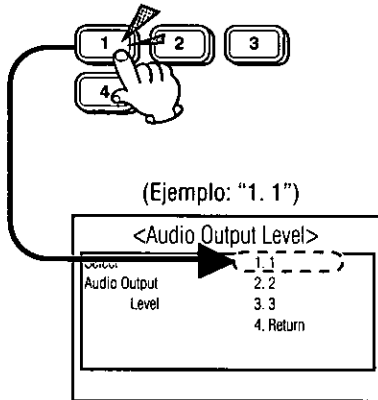 1 2 3
4
(Ejemplo: “1. 1”)
<Audio Output Level>
Select 1. 1
Audio Output 2. 2
Level 3. 3
4. Return